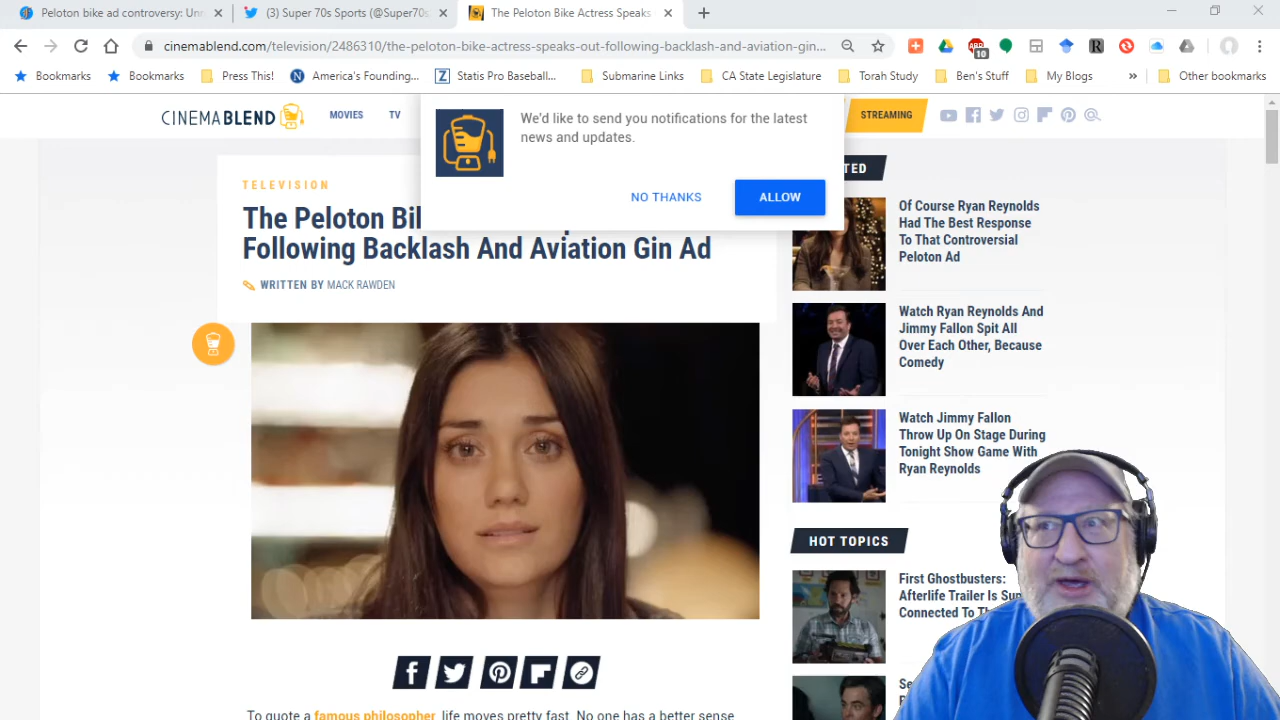 Peloton bike ad controversy: Un
(3) Super 70s Sports (@Super70s
The Peloton Bike Actress Speaks
cinemablend.com/television/2486310/the-peloton-bike-actress-speaks-out-following-backlash-and-aviation-gin...
10
Bookmarks
Bookmarks
Press This!
America's Founding...
Statis Pro Baseball...
Submarine Links
CA State Legislature
Torah Study
Ben's Stuff
My Blogs
»
Other bookmarks
CINEMABLEND
MOVIES
TV
STREAMING
We'd like to send you notifications for the latest
news and updates.
NO THANKS
ALLOW
TELEVISION
The Peloton Bi
Following Backlash And Aviation Gin Ad
WRITTEN BY MACK RAWDEN
TED
Of Course Ryan Reynolds
Had The Best Response
To That Controversial
Peloton Ad
Watch Ryan Reynolds And
Jimmy Fallon Spit All
Over Each Other, Because
Comedy
Watch Jimmy Fallon
Throw Up On Stage During
Tonight Show Game With
Ryan Reynolds
HOT TOPICS
First Ghostbusters:
Afterlife Trailer Is Su
Connected To Th
Se
To quote a famous philosopher, life moves pretty fast. No one has a better sense